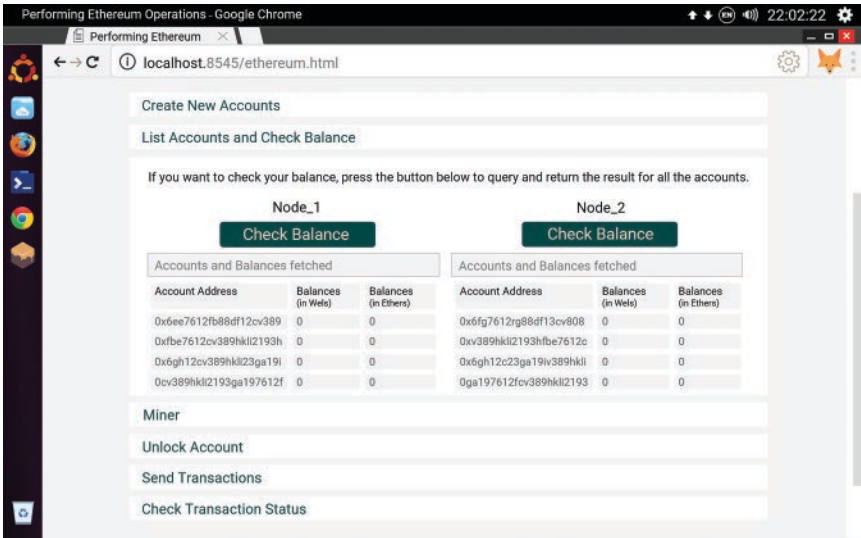 Performing Ethereum Operations - Google Chrome
EN 22:02:22
Performing Ethereum
localhost.8545/ethereum.html
Create New Accounts
List Accounts and Check Balance
If you want to check your balance, press the button below to query and return the result for all the accounts.
Node_1 Node_2
Check Balance Check Balance
Accounts and Balances fetched Accounts and Balances fetched
Account Address Balances (in Wels) Balances (in Ethers) Account Address Balances (in Wels) Balances (in Ethers)
0x6ee7612fb88df12cv389 0 0 0x6fg7612rg88df13cv808 0 0
0xfbe7612cv389hkli2193h 0 0 0xv389hkli2193hfbe7612c 0 0
0x6gh12cv389hkli23ga19i 0 0 0x6gh12c23ga19iv389hkli 0 0
0cv389hkli2193ga197612f 0 0 0ga197612fcv389hkli2193 0 0
Miner
Unlock Account
Send Transactions
Check Transaction Status